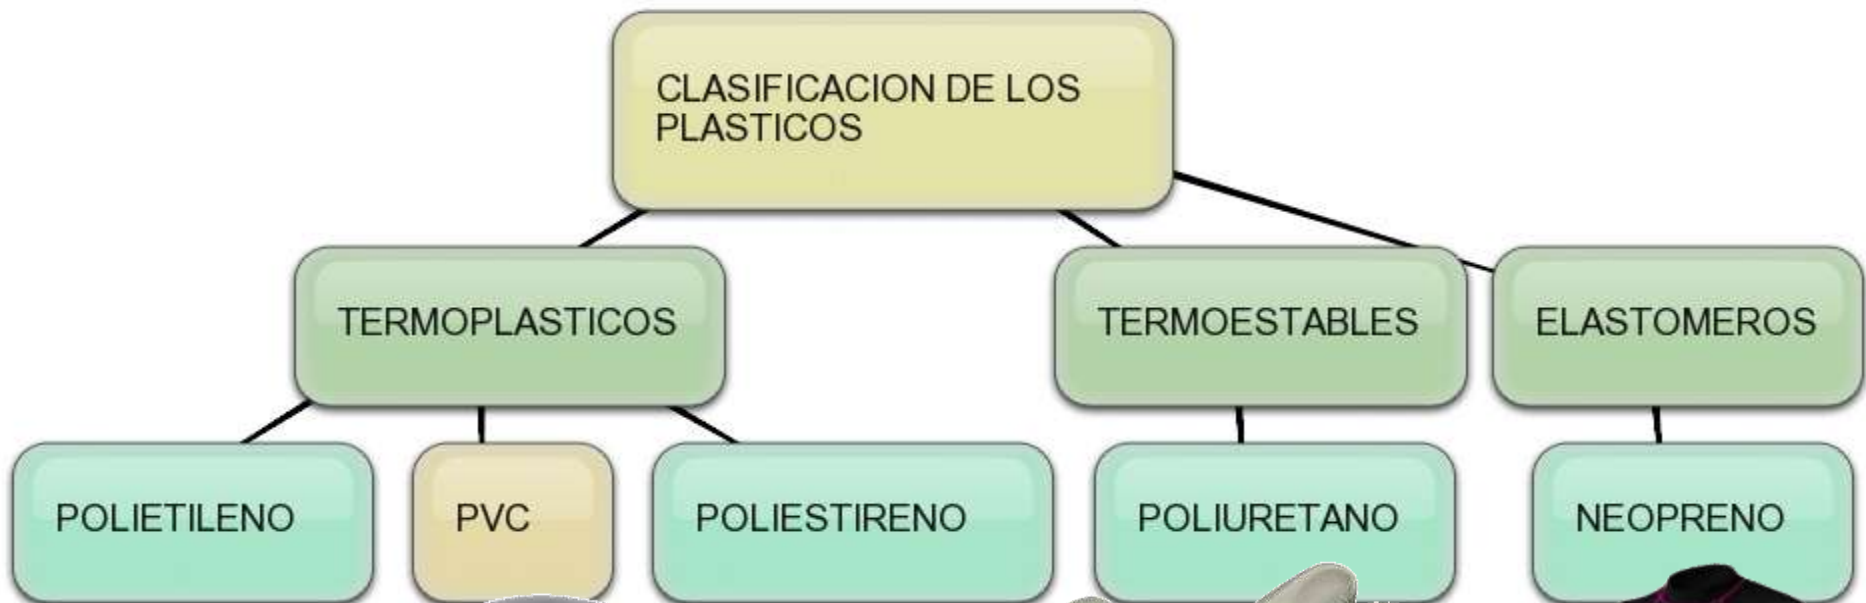 CLASIFICACION DE LOS
PLASTICOS
TERMOPLASTICOS
TERMOESTABLES
ELASTOMEROS
POLIETILENO
PVC
POLIESTIRENO
POLIURETANO
NEOPRENO